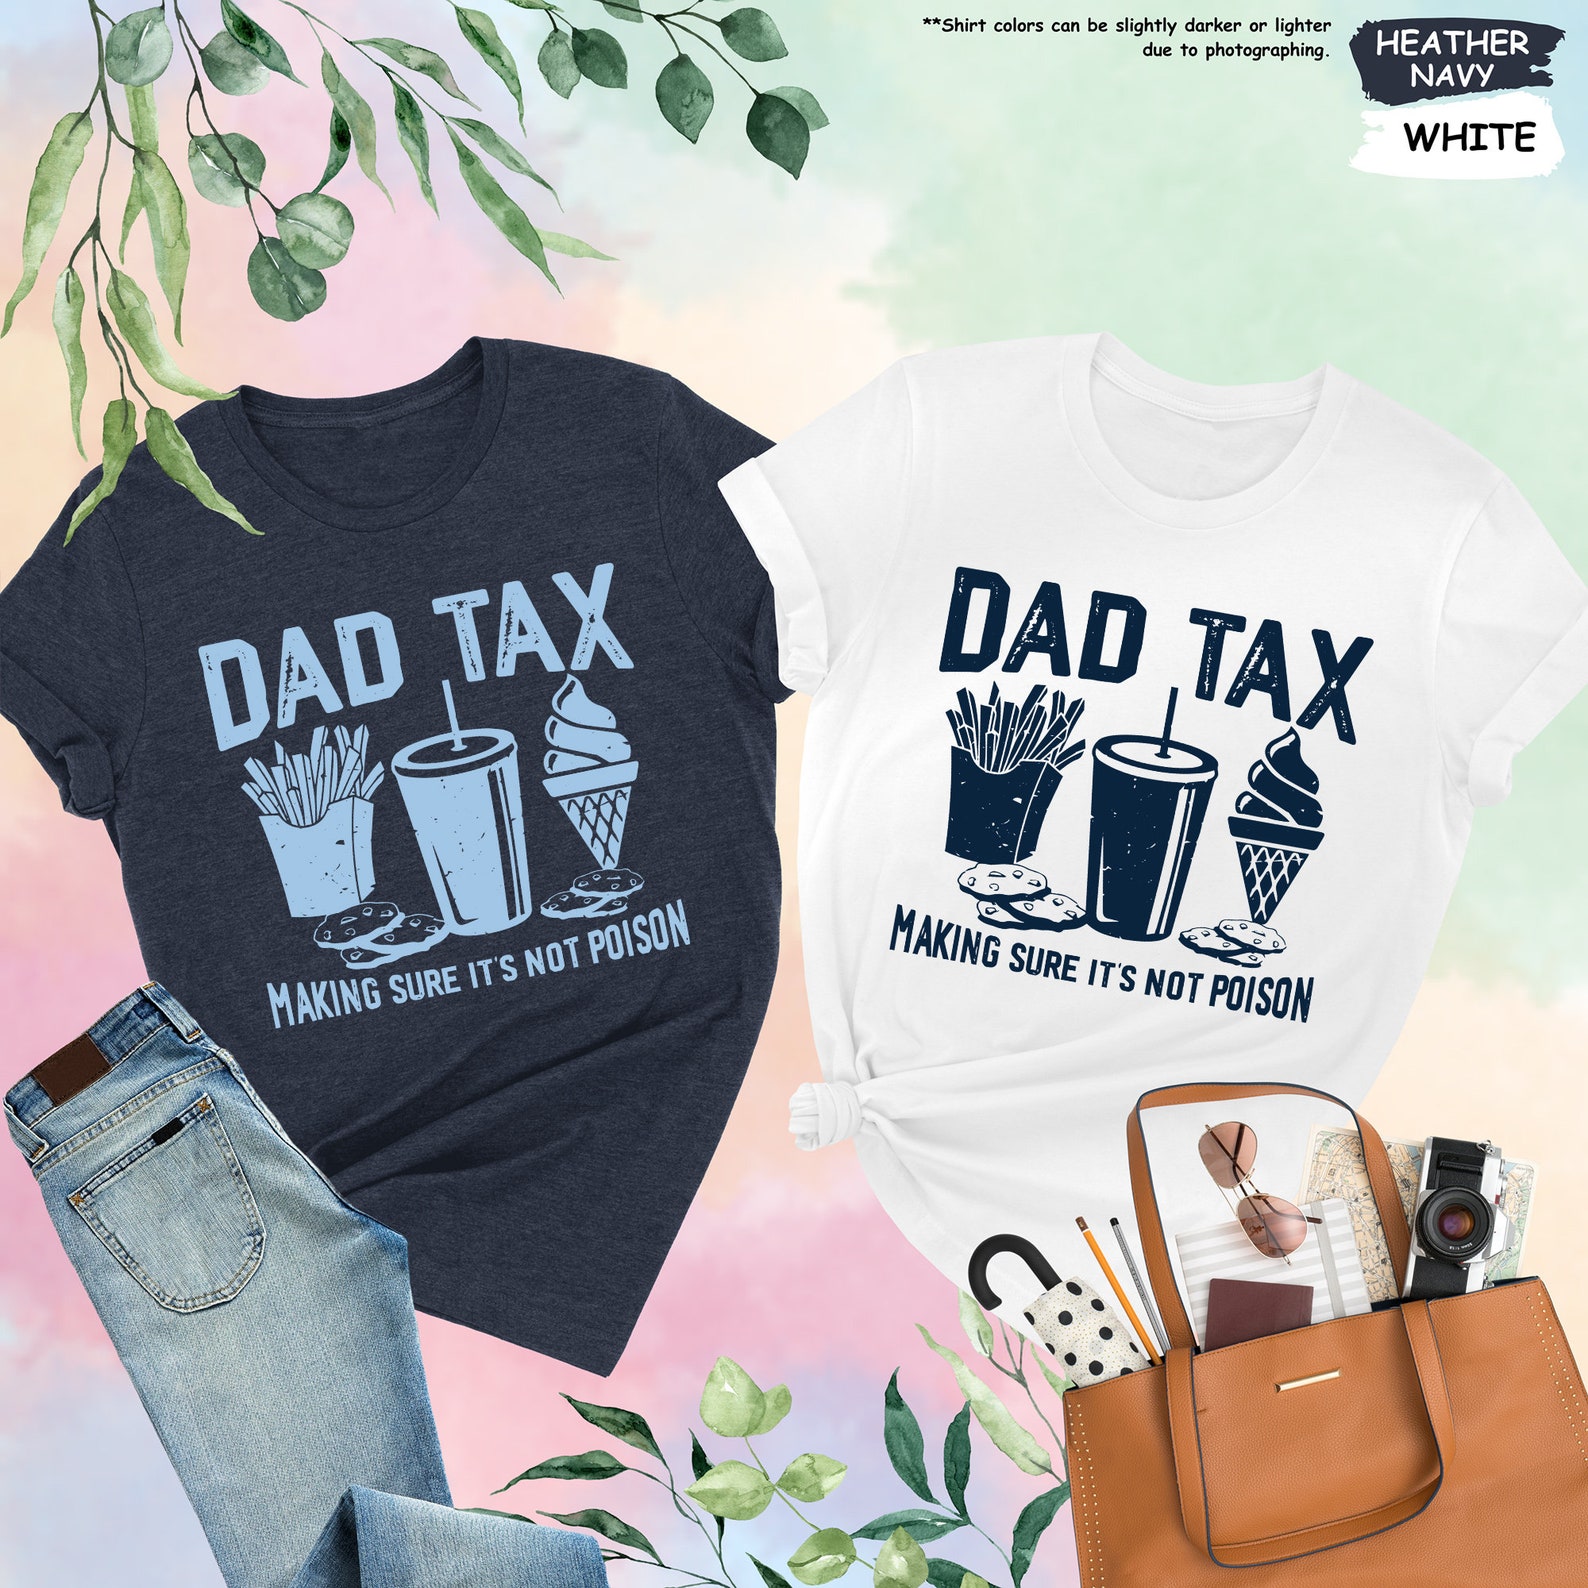 **Shirt colors can be slightly darker or lighter
due to photographing.
HEATHER
NAVY
WHITE
DAD TAX
MAKING SURE IT'S NOT POISON
DAD TAX
MAKING SURE IT'S NOT POISON